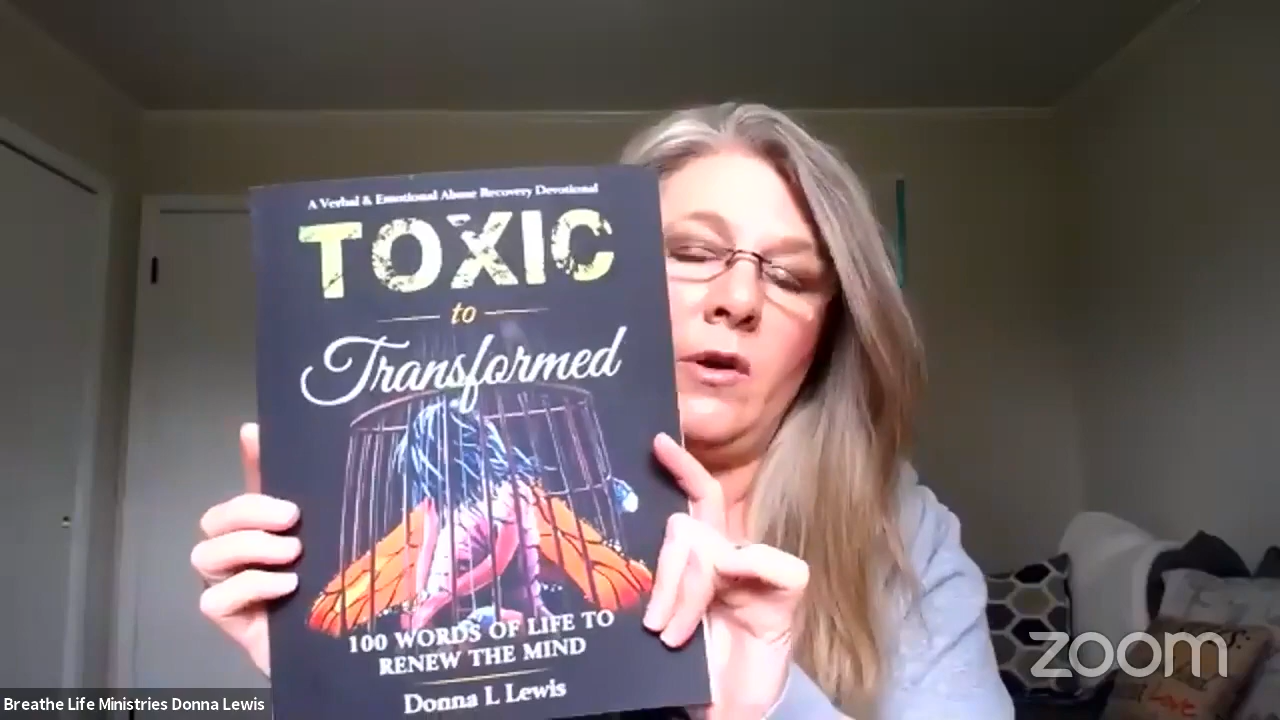 A Verbal & Emotional Abuse Recovery Devotional
TOXIC
to
Transformed
100 WORDS OF LIFE TO
RENEW THE MIND
Donna L Lewis
zoom
Love
Breathe Life Ministries Donna Lewis